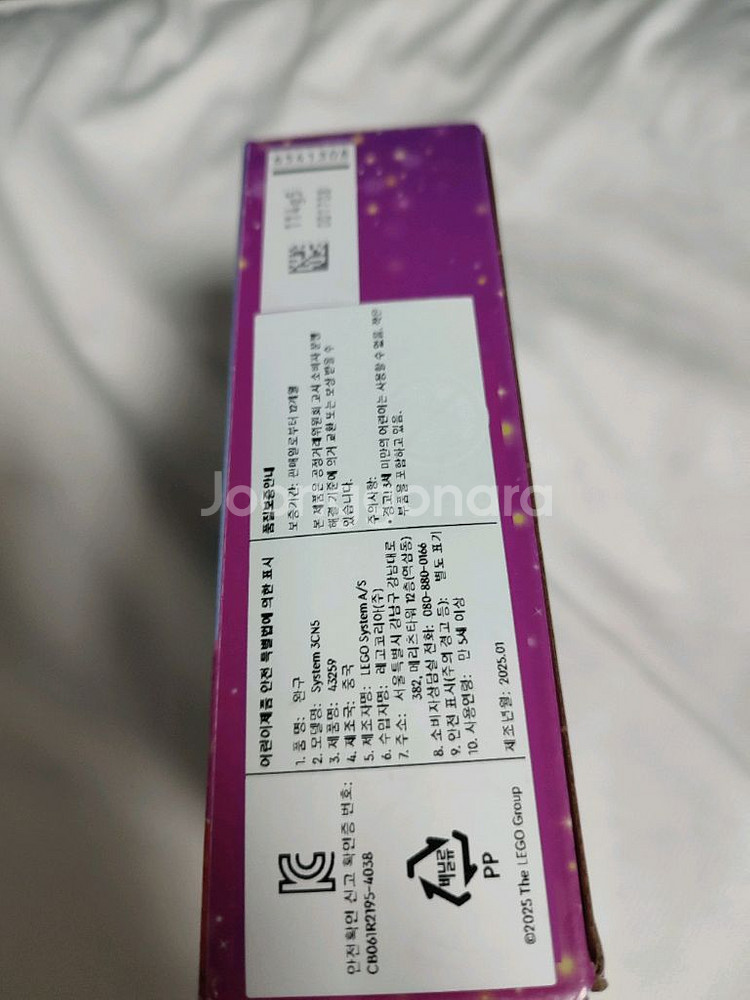 품질보증안내
보증기간: 판매일로부터 12개월
본 제품은 공정거래위원회 고시 소비자 분쟁
해결 기준에 의거 교환 또는 보상 받을 수
있습니다.
주의사항:
• 경고! 3세 미만의 어린이는 사용할 수 없음. 작은
부품을 포함하고 있음.
어린이제품 안전 특별법에 의한 표시
1. 품명: 완구
2. 모델명: System 3CN5
3. 제품명: 43259
4. 제조국: 중국
5. 제조자명: LEGO System A/S
6. 수입자명: 레고코리아(주)
7. 주소: 서울특별시 강남구 강남대로
382, 메리츠타워 12층(역삼동)
8. 소비자상담실 전화: 080-880-0166
9. 안전 표시(주의 경고 등): 별도 표기
10. 사용연령: 만 5세 이상
제조년월: 2025.01
안전확인 신고 확인증 번호:
CB061R2195-4038
비닐류
PP
©2025 The LEGO Group